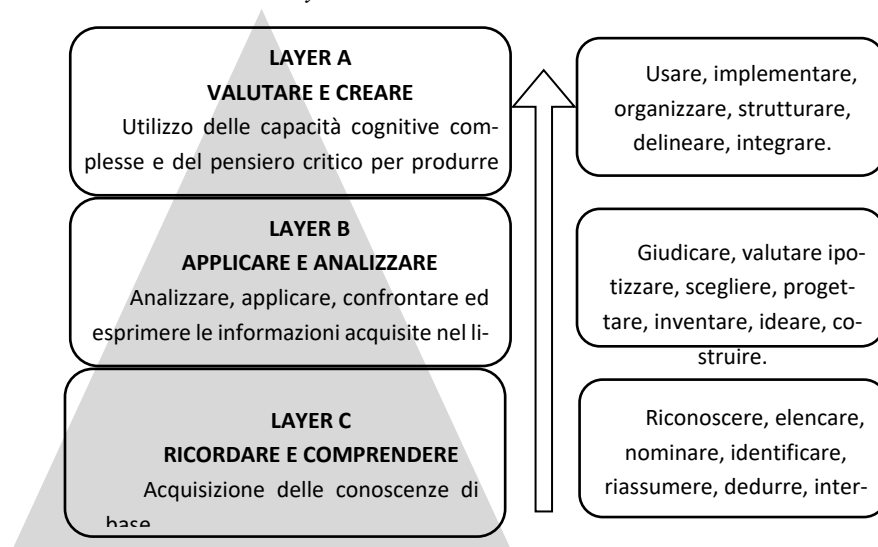 LAYER A
VALUTARE E CREARE
Utilizzo delle capacità cognitive com-
plesse e del pensiero critico per produrre
Usare, implementare,
organizzare, strutturare,
delineare, integrare.
LAYER B
APPLICARE E ANALIZZARE
Analizzare, applicare, confrontare ed
esprimere le informazioni acquisite nel li-
Giudicare, valutare ipo-
tizzare, scegliere, proget-
tare, inventare, ideare, co-
struire.
LAYER C
RICORDARE E COMPRENDERE
Acquisizione delle conoscenze di
base
Riconoscere, elencare,
nominare, identificare,
riassumere, dedurre, inter-